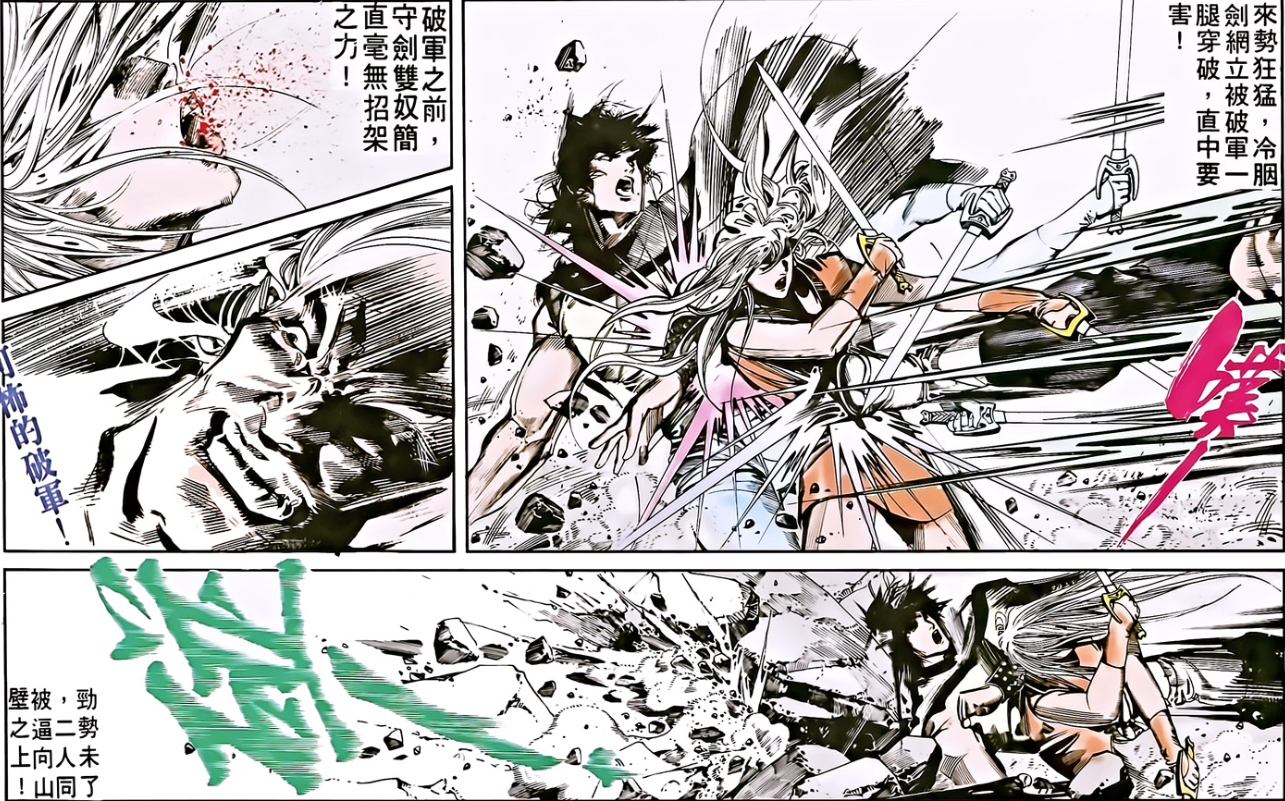 來勢狂猛，冷胭
劍網立被破軍一
腿穿破，直中要
害！
噗
破軍之前，
守劍雙奴簡
直毫無招架
之力！
可怖的破軍！
勁勢未了
，二人同
被逼向山
壁之上！